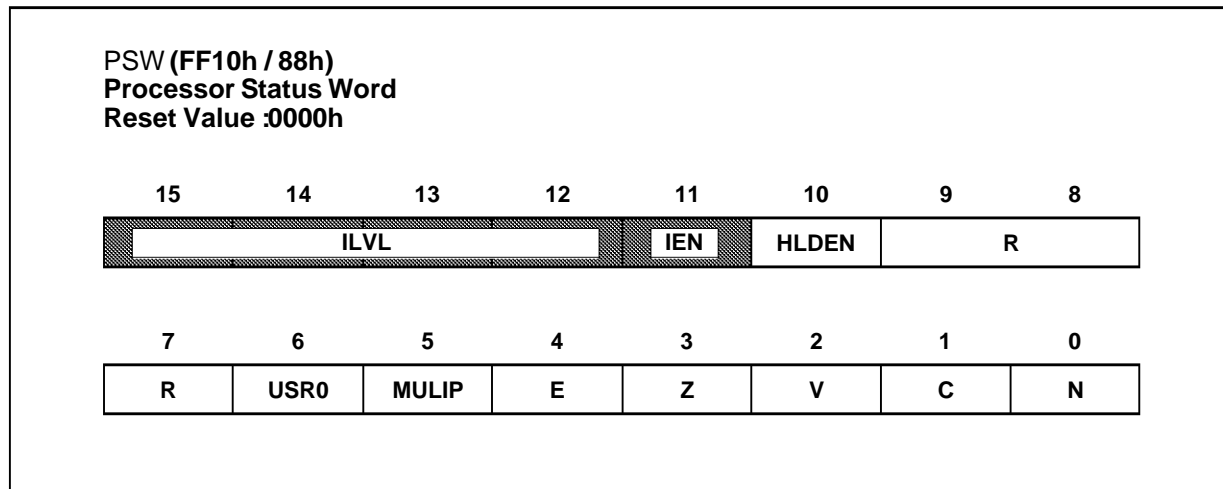 PSW (FF10h / 88h)
Processor Status Word
Reset Value :0000h
15 14 13 12 11 10 9 8
ILVL IEN HLDEN R
7 6 5 4 3 2 1 0
R USR0 MULIP E Z V C N